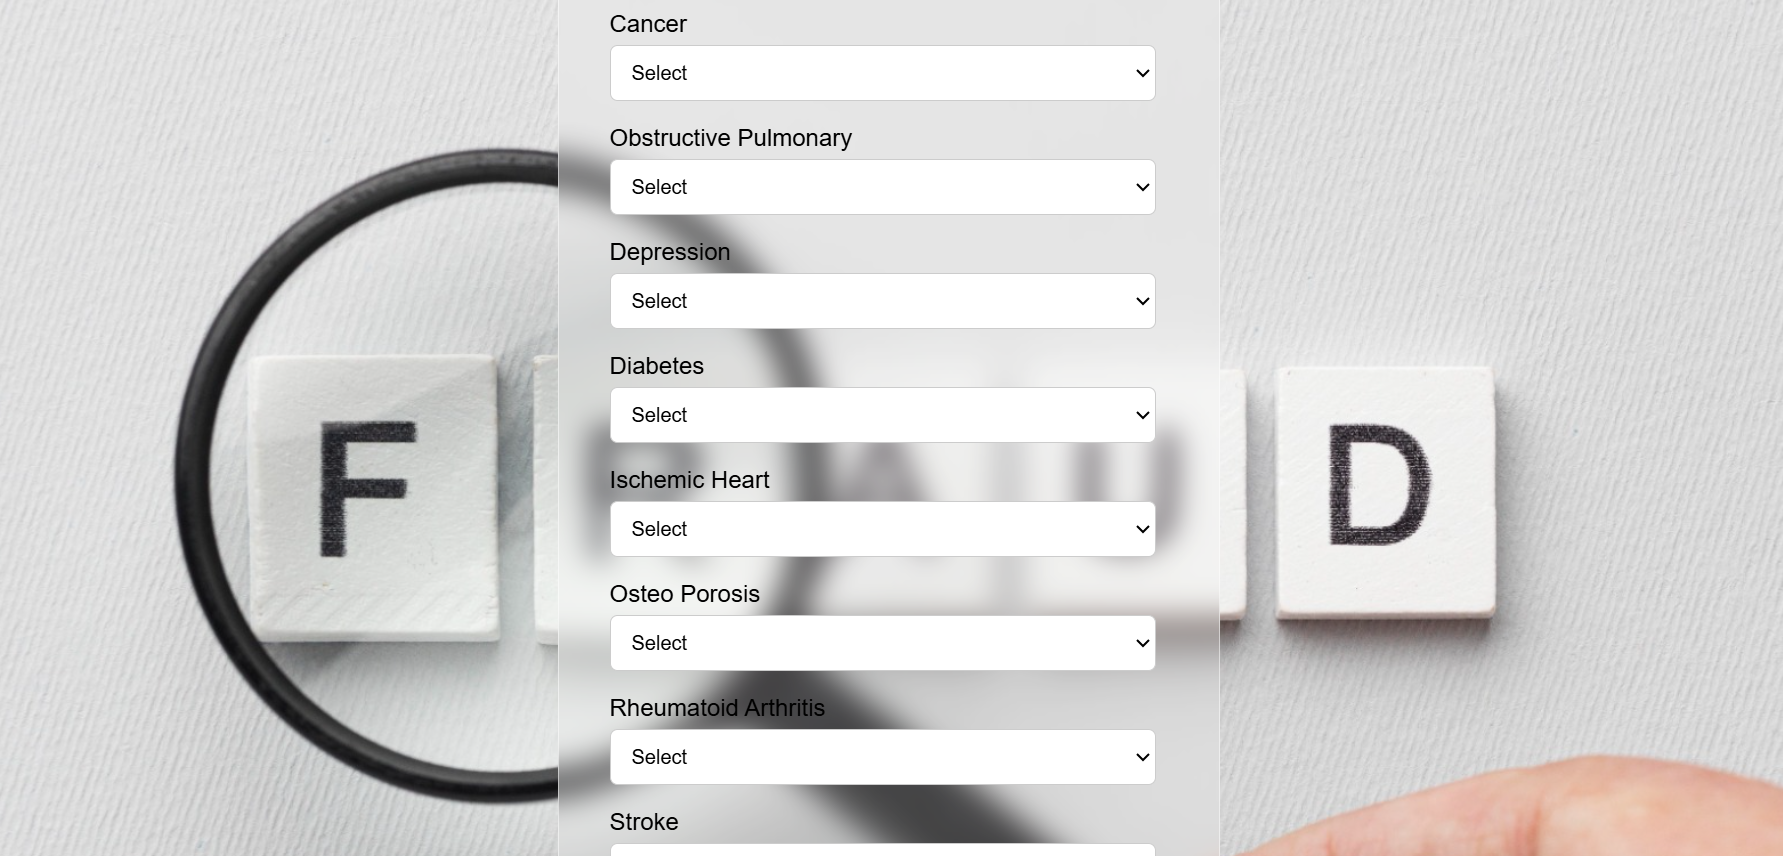 Cancer
Select
Obstructive Pulmonary
Select
Depression
Select
Diabetes
Select
Ischemic Heart
Select
Osteo Porosis
Select
Rheumatoid Arthritis
Select
Stroke
F R A U D